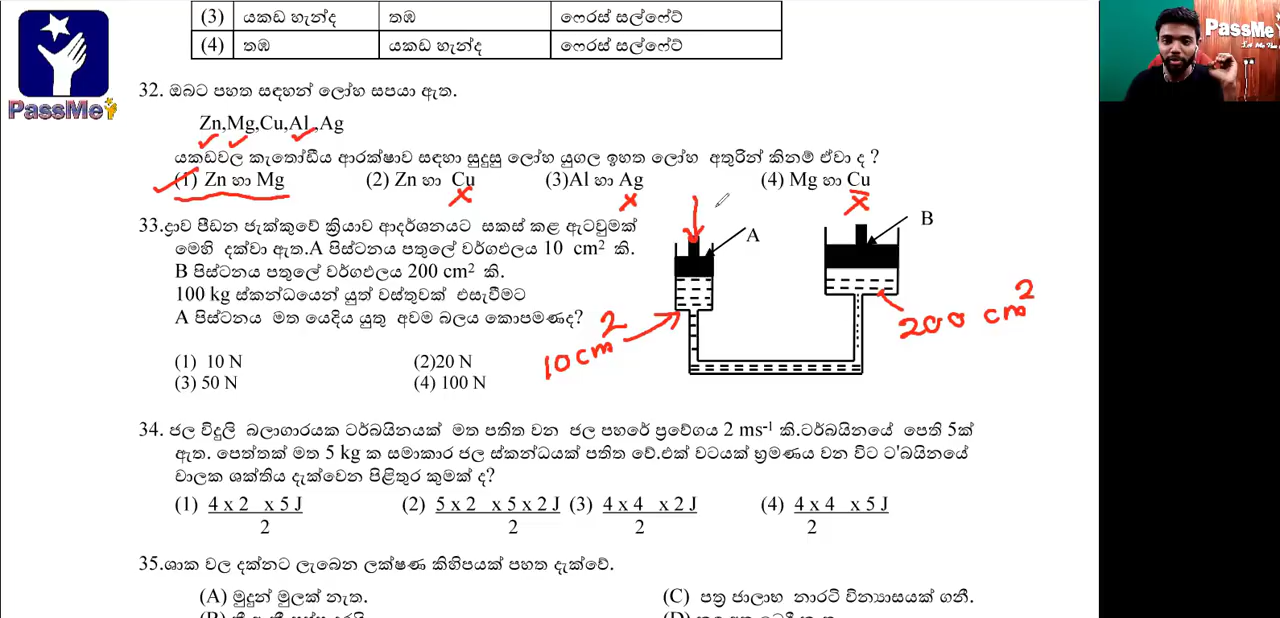 (3) යකඩ හැන්ද තඹ ෆෙරස් සල්ෆේට්
(4) තඹ යකඩ හැන්ද ෆෙරස් සල්ෆේට්
PassMe
PassMe
32. ඔබට පහත සඳහන් ලෝහ සපයා ඇත.
Zn,Mg,Cu,Al ,Ag
යකඩවල කැතෝඩීය ආරක්ෂාව සඳහා සුදුසු ලෝහ යුගල ඉහත ලෝහ අතුරින් කිනම් ඒවා ද ?
(1) Zn හා Mg (2) Zn හා Cu (3)Al හා Ag (4) Mg හා Cu
33.ද්‍රාව පීඩන ජැක්කුවේ ක්‍රියාව ආදර්ශනයට සකස් කළ ඇටවුමක්
මෙහි දක්වා ඇත.A පිස්ටනය පතුලේ වර්ගඵලය 10 cm² කි.
B පිස්ටනය පතුලේ වර්ගඵලය 200 cm² කි.
100 kg ස්කන්ධයෙන් යුත් වස්තුවක් එසැවීමට
A පිස්ටනය මත යෙදිය යුතු අවම බලය කොපමණද?
A
B
10cm²
200 cm²
(1) 10 N (2)20 N
(3) 50 N (4) 100 N
34. ජල විදුලි බලාගාරයක ටර්බයිනයක් මත පතිත වන ජල පහරේ ප්‍රවේගය 2 ms⁻¹ කි.ටර්බයිනයේ පෙති 5ක්
ඇත. පෙත්තක් මත 5 kg ක සමාකාර ජල ස්කන්ධයක් පතිත වේ.එක් වටයක් භ්‍රමණය වන විට ට'බයිනයේ
චාලක ශක්තිය දැක්වෙන පිළිතුර කුමක් ද?
(1) 4 x 2 x 5 J (2) 5 x 2 x 5 x 2 J (3) 4 x 4 x 2 J (4) 4 x 4 x 5 J
2 2 2 2
35.ශාක වල දක්නට ලැබෙන ලක්ෂණ කිහිපයක් පහත දැක්වේ.
(A) මුදුන් මුලක් නැත. (C) පත්‍ර ජාලාභ නාරටි වින්‍යාසයක් ගනී.